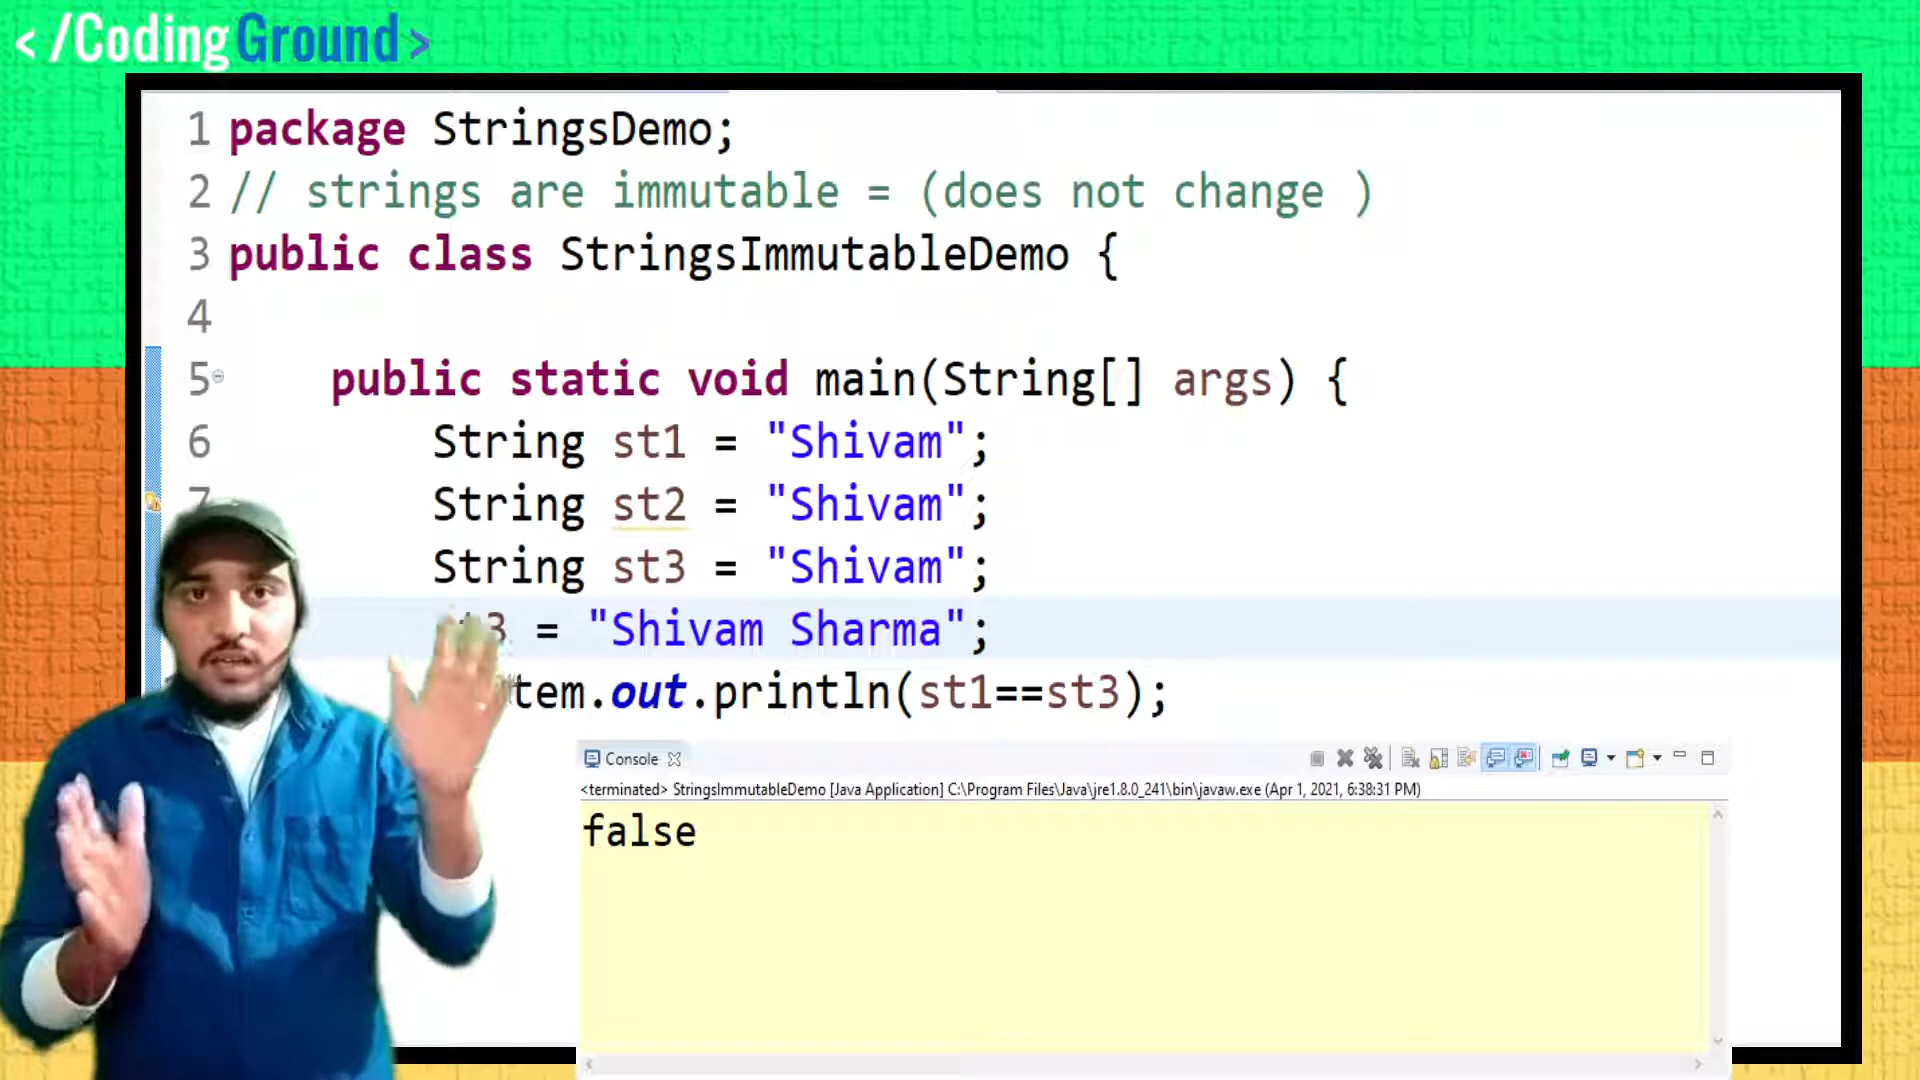 </CodingGround>
1 package StringsDemo;
2 // strings are immutable = (does not change )
3 public class StringsImmutableDemo {
4
5 public static void main(String[] args) {
6 String st1 = "Shivam";
7 String st2 = "Shivam";
String st3 = "Shivam";
= "Shivam Sharma";
tem.out.println(st1==st3);
Console
<terminated> StringsImmutableDemo [Java Application] C:\Program Files\Java\jre1.8.0_241\bin\javaw.exe (Apr 1, 2021, 6:38:31 PM)
false